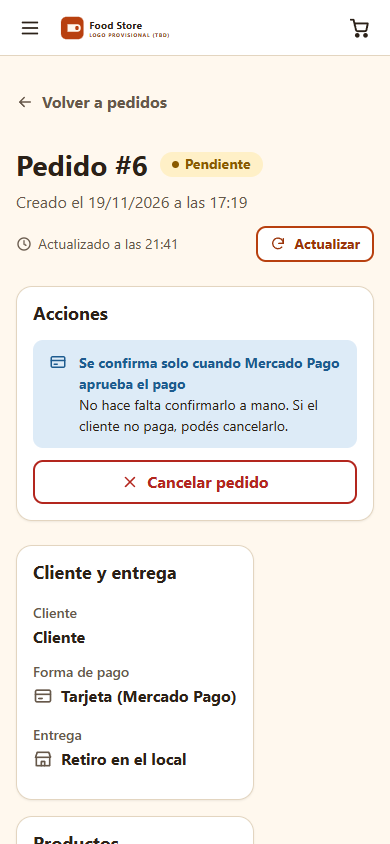 Food Store
LOGO PROVISIONAL (TBD)
Volver a pedidos
Pedido #6
Pendiente
Creado el 19/11/2026 a las 17:19
Actualizado a las 21:41
Actualizar
Acciones
Se confirma solo cuando Mercado Pago
aprueba el pago
No hace falta confirmarlo a mano. Si el
cliente no paga, podés cancelarlo.
Cancelar pedido
Cliente y entrega
Cliente
Cliente
Forma de pago
Tarjeta (Mercado Pago)
Entrega
Retiro en el local
Productos